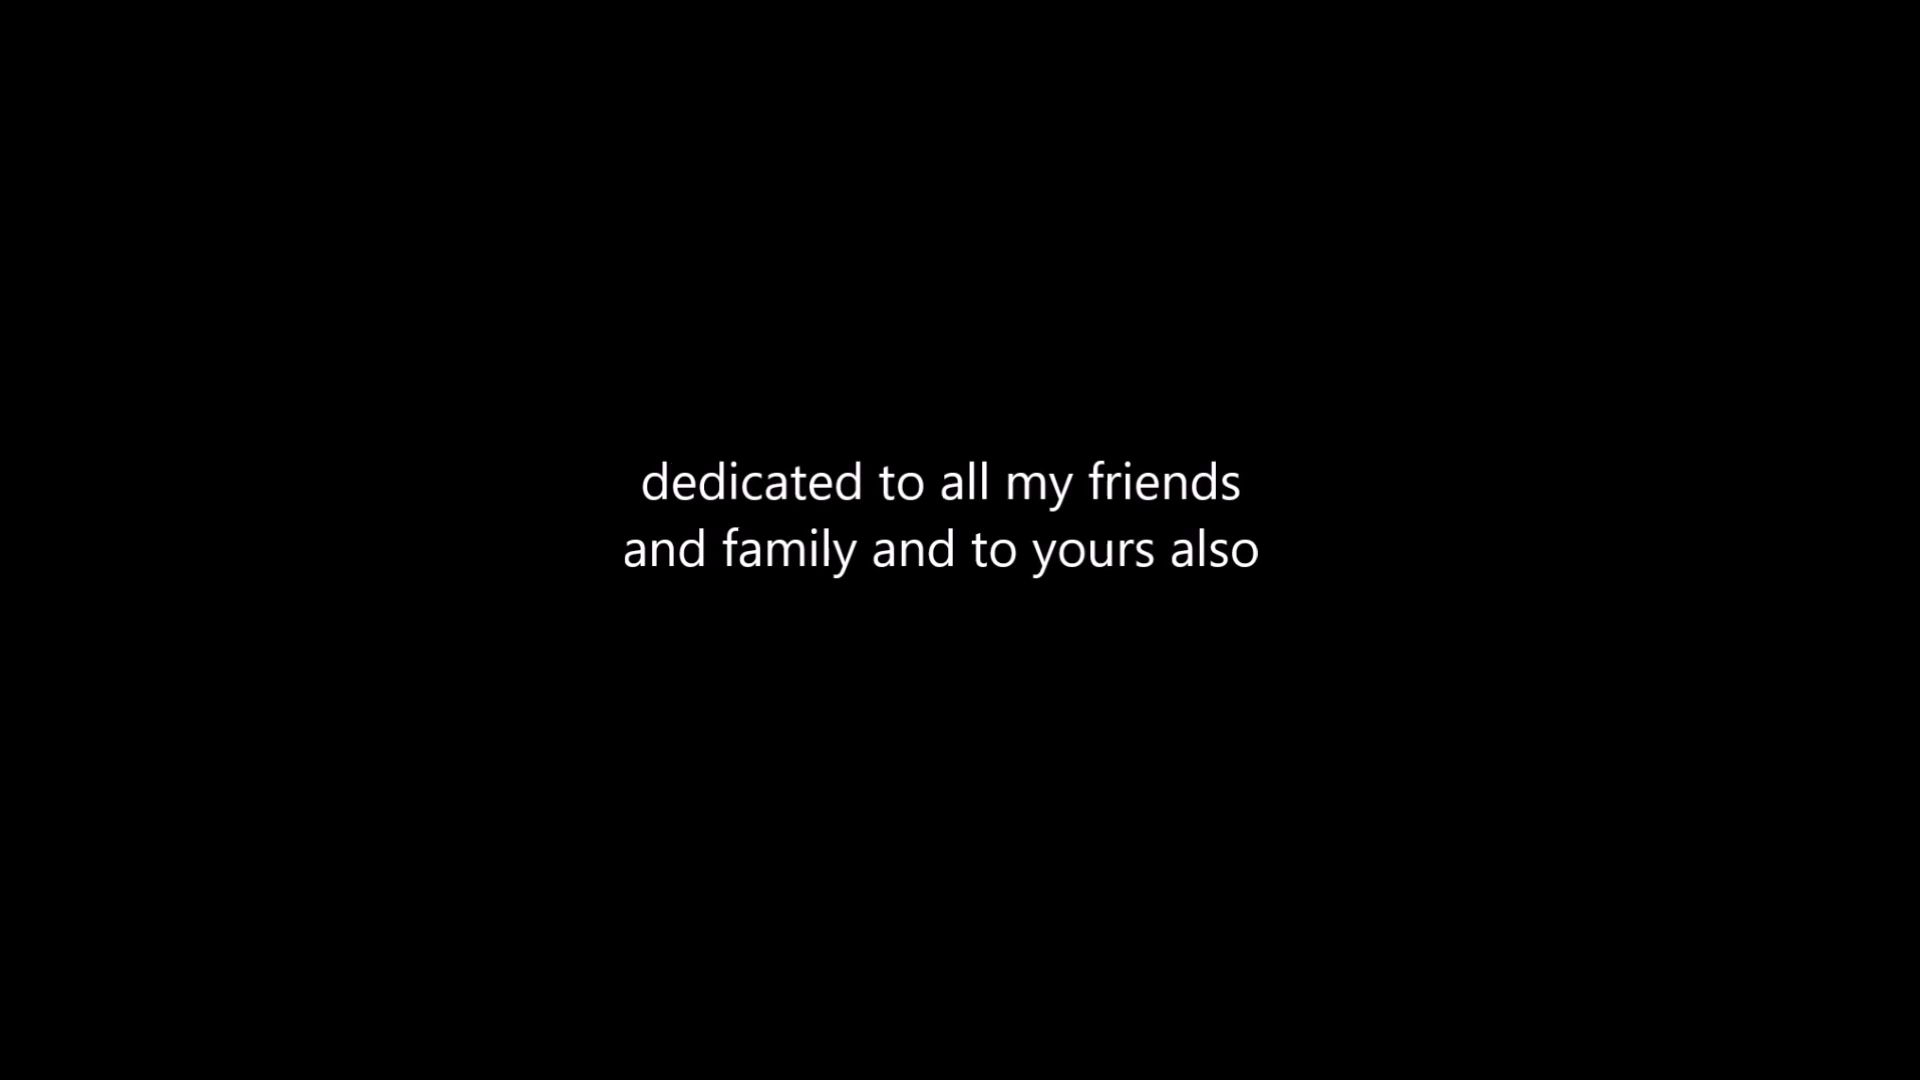 dedicated to all my friends
and family and to yours also